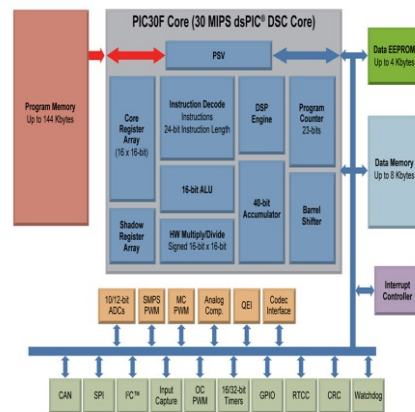 PIC30F Core (30 MIPS dsPIC® DSC Core)
PSV
Data EEPROM
Up to 4 Kbytes
Program Memory
Up to 144 Kbytes
Core
Register
Array
(16 x 16-bit)
Instruction Decode
Instructions
24-bit Instruction Length
DSP
Engine
Program
Counter
23-bits
Data Memory
Up to 8 Kbytes
16-bit ALU
40-bit
Accumulator
Barrel
Shifter
Shadow
Register
Array
HW Multiply/Divide
Signed 16-bit x 16-bit
Interrupt
Controller
10/12-bit
ADCs
SMPS
PWM
MC
PWM
Analog
Comp.
QEI
Codec
Interface
CAN
SPI
I²C™
Input
Capture
OC
PWM
16/32-bit
Timers
GPIO
RTCC
CRC
Watchdog